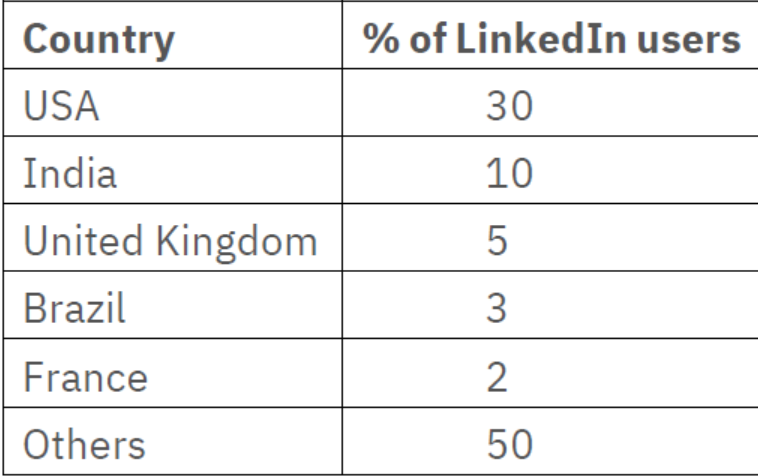 Country % of LinkedIn users
USA 30
India 10
United Kingdom 5
Brazil 3
France 2
Others 50